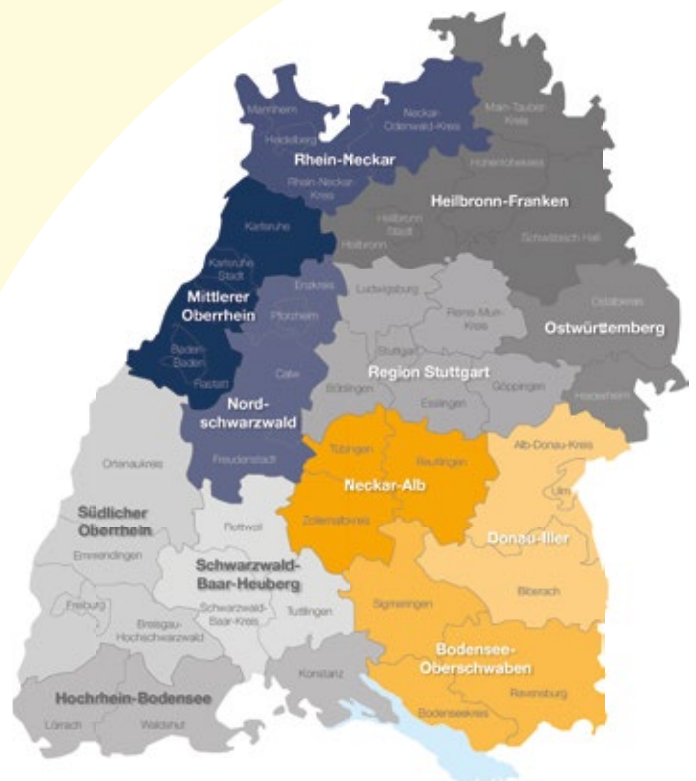 Mannheim
Neckar-
Odenwald-Kreis
Main-Tauber-
Kreis
Heidelberg
Rhein-Neckar
Hohenlohekreis
Rhein-Neckar-
Kreis
Heilbronn-Franken
Karlsruhe
Heilbronn
Stadt
Heilbronn
Schwäbisch Hall
Karlsruhe
Stadt
Enzkreis
Ludwigsburg
Mittlerer
Oberrhein
Pforzheim
Rems-Murr-
Kreis
Ostalbkreis
Ostwürttemberg
Baden-
Baden
Stuttgart
Calw
Region Stuttgart
Rastatt
Böblingen
Göppingen
Heidenheim
Esslingen
Nord-
schwarzwald
Tübingen
Reutlingen
Alb-Donau-Kreis
Ortenaukreis
Freudenstadt
Neckar-Alb
Ulm
Südlicher
Oberrhein
Rottweil
Zollernalbkreis
Donau-Iller
Emmendingen
Schwarzwald-
Baar-Heuberg
Biberach
Freiburg
Schwarzwald-
Baar-Kreis
Tuttlingen
Sigmaringen
Breisgau-
Hochschwarzwald
Bodensee-
Oberschwaben
Konstanz
Hochrhein-Bodensee
Ravensburg
Bodenseekreis
Lörrach
Waldshut